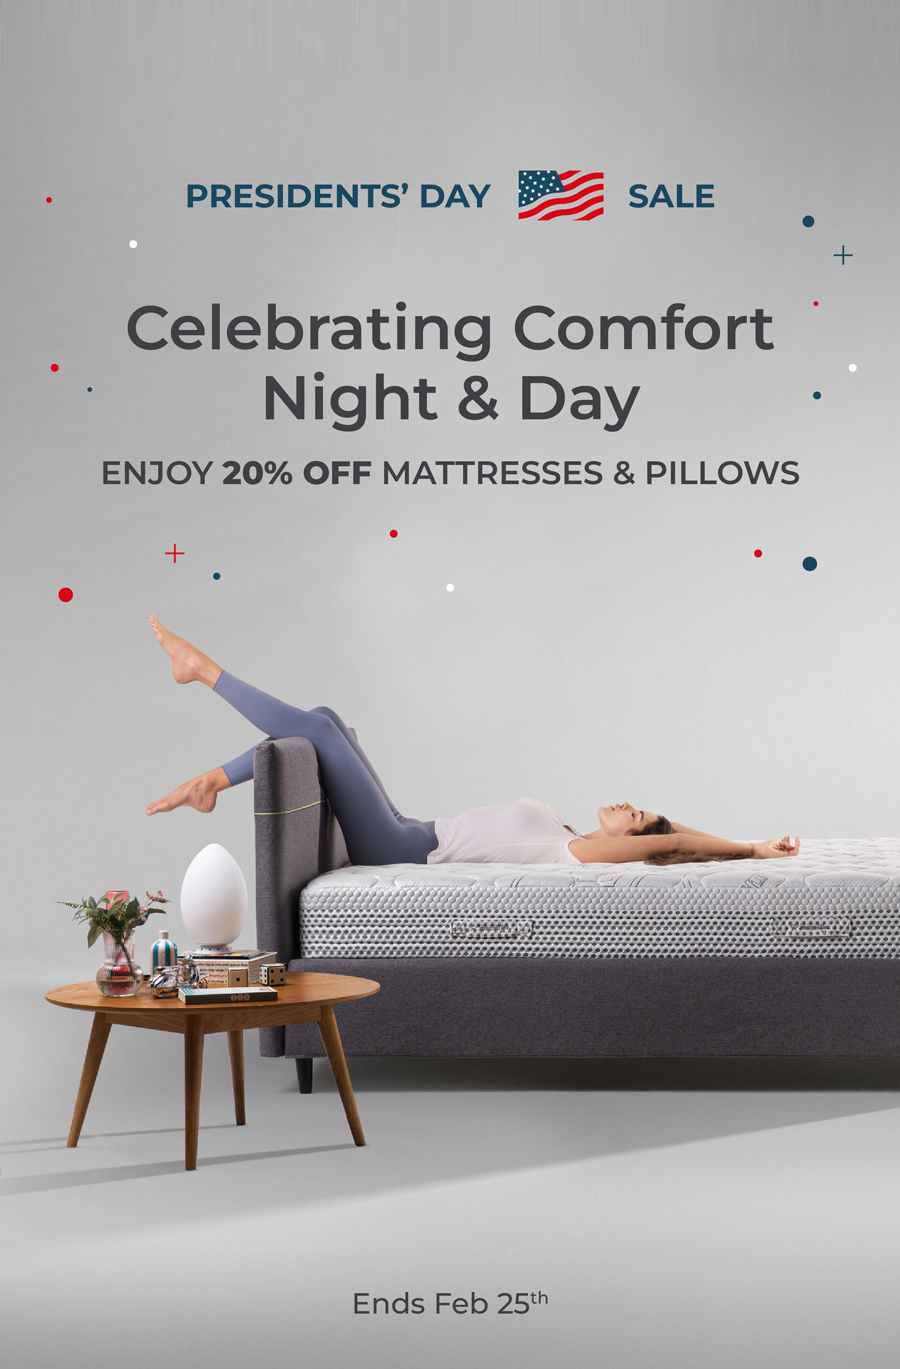 PRESIDENTS’ DAY SALE
Celebrating Comfort
Night & Day
ENJOY 20% OFF MATTRESSES & PILLOWS
Ends Feb 25th